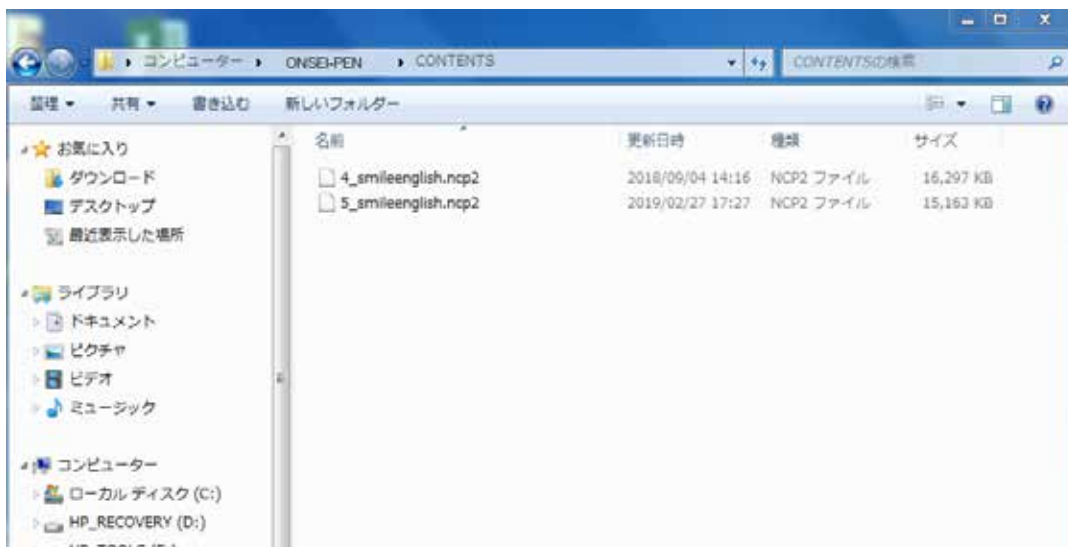 コンピューター ▸ ONSEI-PEN ▸ CONTENTS
CONTENTSの検索
整理 ▾ 共有 ▾ 書き込む 新しいフォルダー
お気に入り
ダウンロード
デスクトップ
最近表示した場所
ライブラリ
ドキュメント
ピクチャ
ビデオ
ミュージック
コンピューター
ローカル ディスク (C:)
HP_RECOVERY (D:)
名前 更新日時 種類 サイズ
4_smileenglish.ncp2 2018/09/04 14:16 NCP2 ファイル 16,297 KB
5_smileenglish.ncp2 2019/02/27 17:27 NCP2 ファイル 15,163 KB